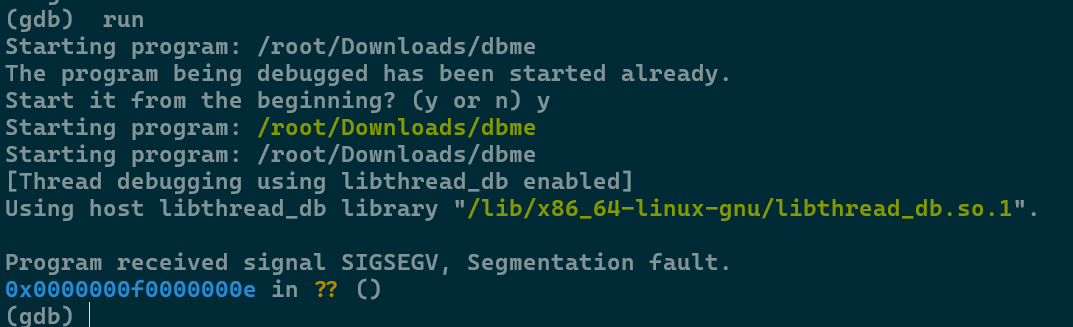 (gdb)  run
Starting program: /root/Downloads/dbme
The program being debugged has been started already.
Start it from the beginning? (y or n) y
Starting program: /root/Downloads/dbme
Starting program: /root/Downloads/dbme
[Thread debugging using libthread_db enabled]
Using host libthread_db library "/lib/x86_64-linux-gnu/libthread_db.so.1".
Program received signal SIGSEGV, Segmentation fault.
0x0000000f0000000e in ?? ()
(gdb)